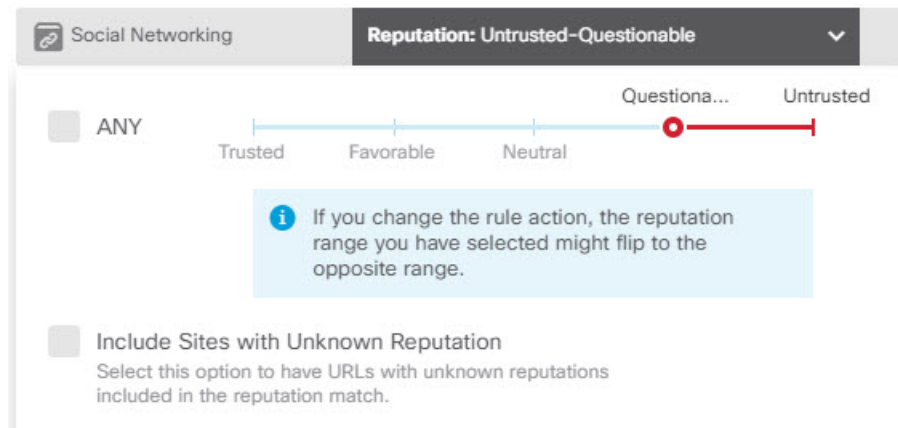 Social Networking
Reputation: Untrusted-Questionable
Questiona... Untrusted
ANY
Trusted Favorable Neutral
If you change the rule action, the reputation
range you have selected might flip to the
opposite range.
Include Sites with Unknown Reputation
Select this option to have URLs with unknown reputations
included in the reputation match.